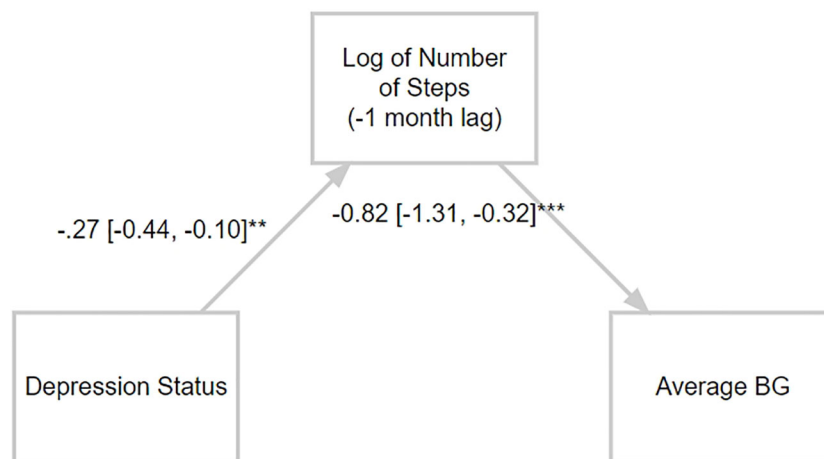 Log of Number
of Steps
(-1 month lag)
-.27 [-0.44, -0.10]**
-0.82 [-1.31, -0.32]***
Depression Status
Average BG